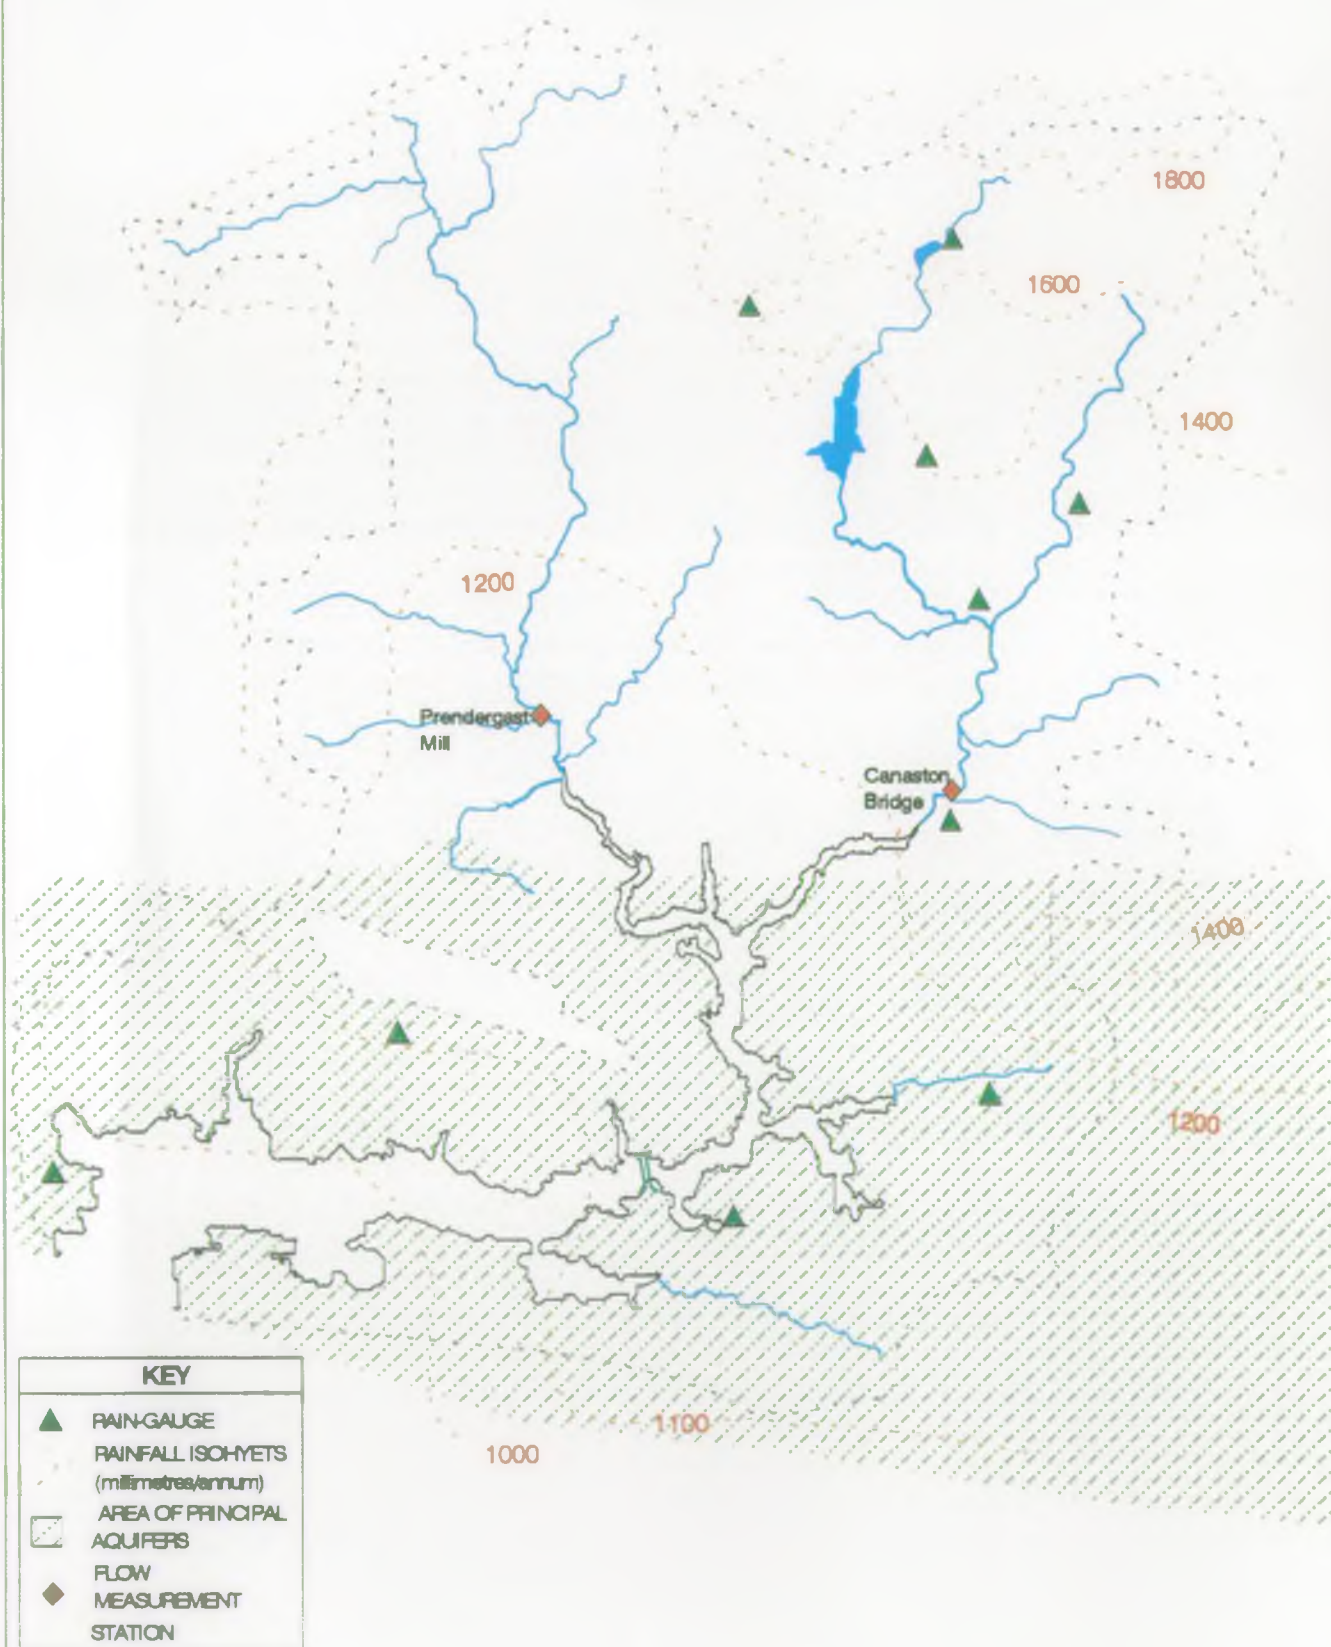 1800
1600
1400
1200
Prendergast
Mill
Canaston
Bridge
1400
1200
1100
1000
KEY
RAIN-GAUGE
RAINFALL ISOHYETS
(millimetres/annum)
AREA OF PRINCIPAL
AQUIFERS
FLOW
MEASUREMENT
STATION